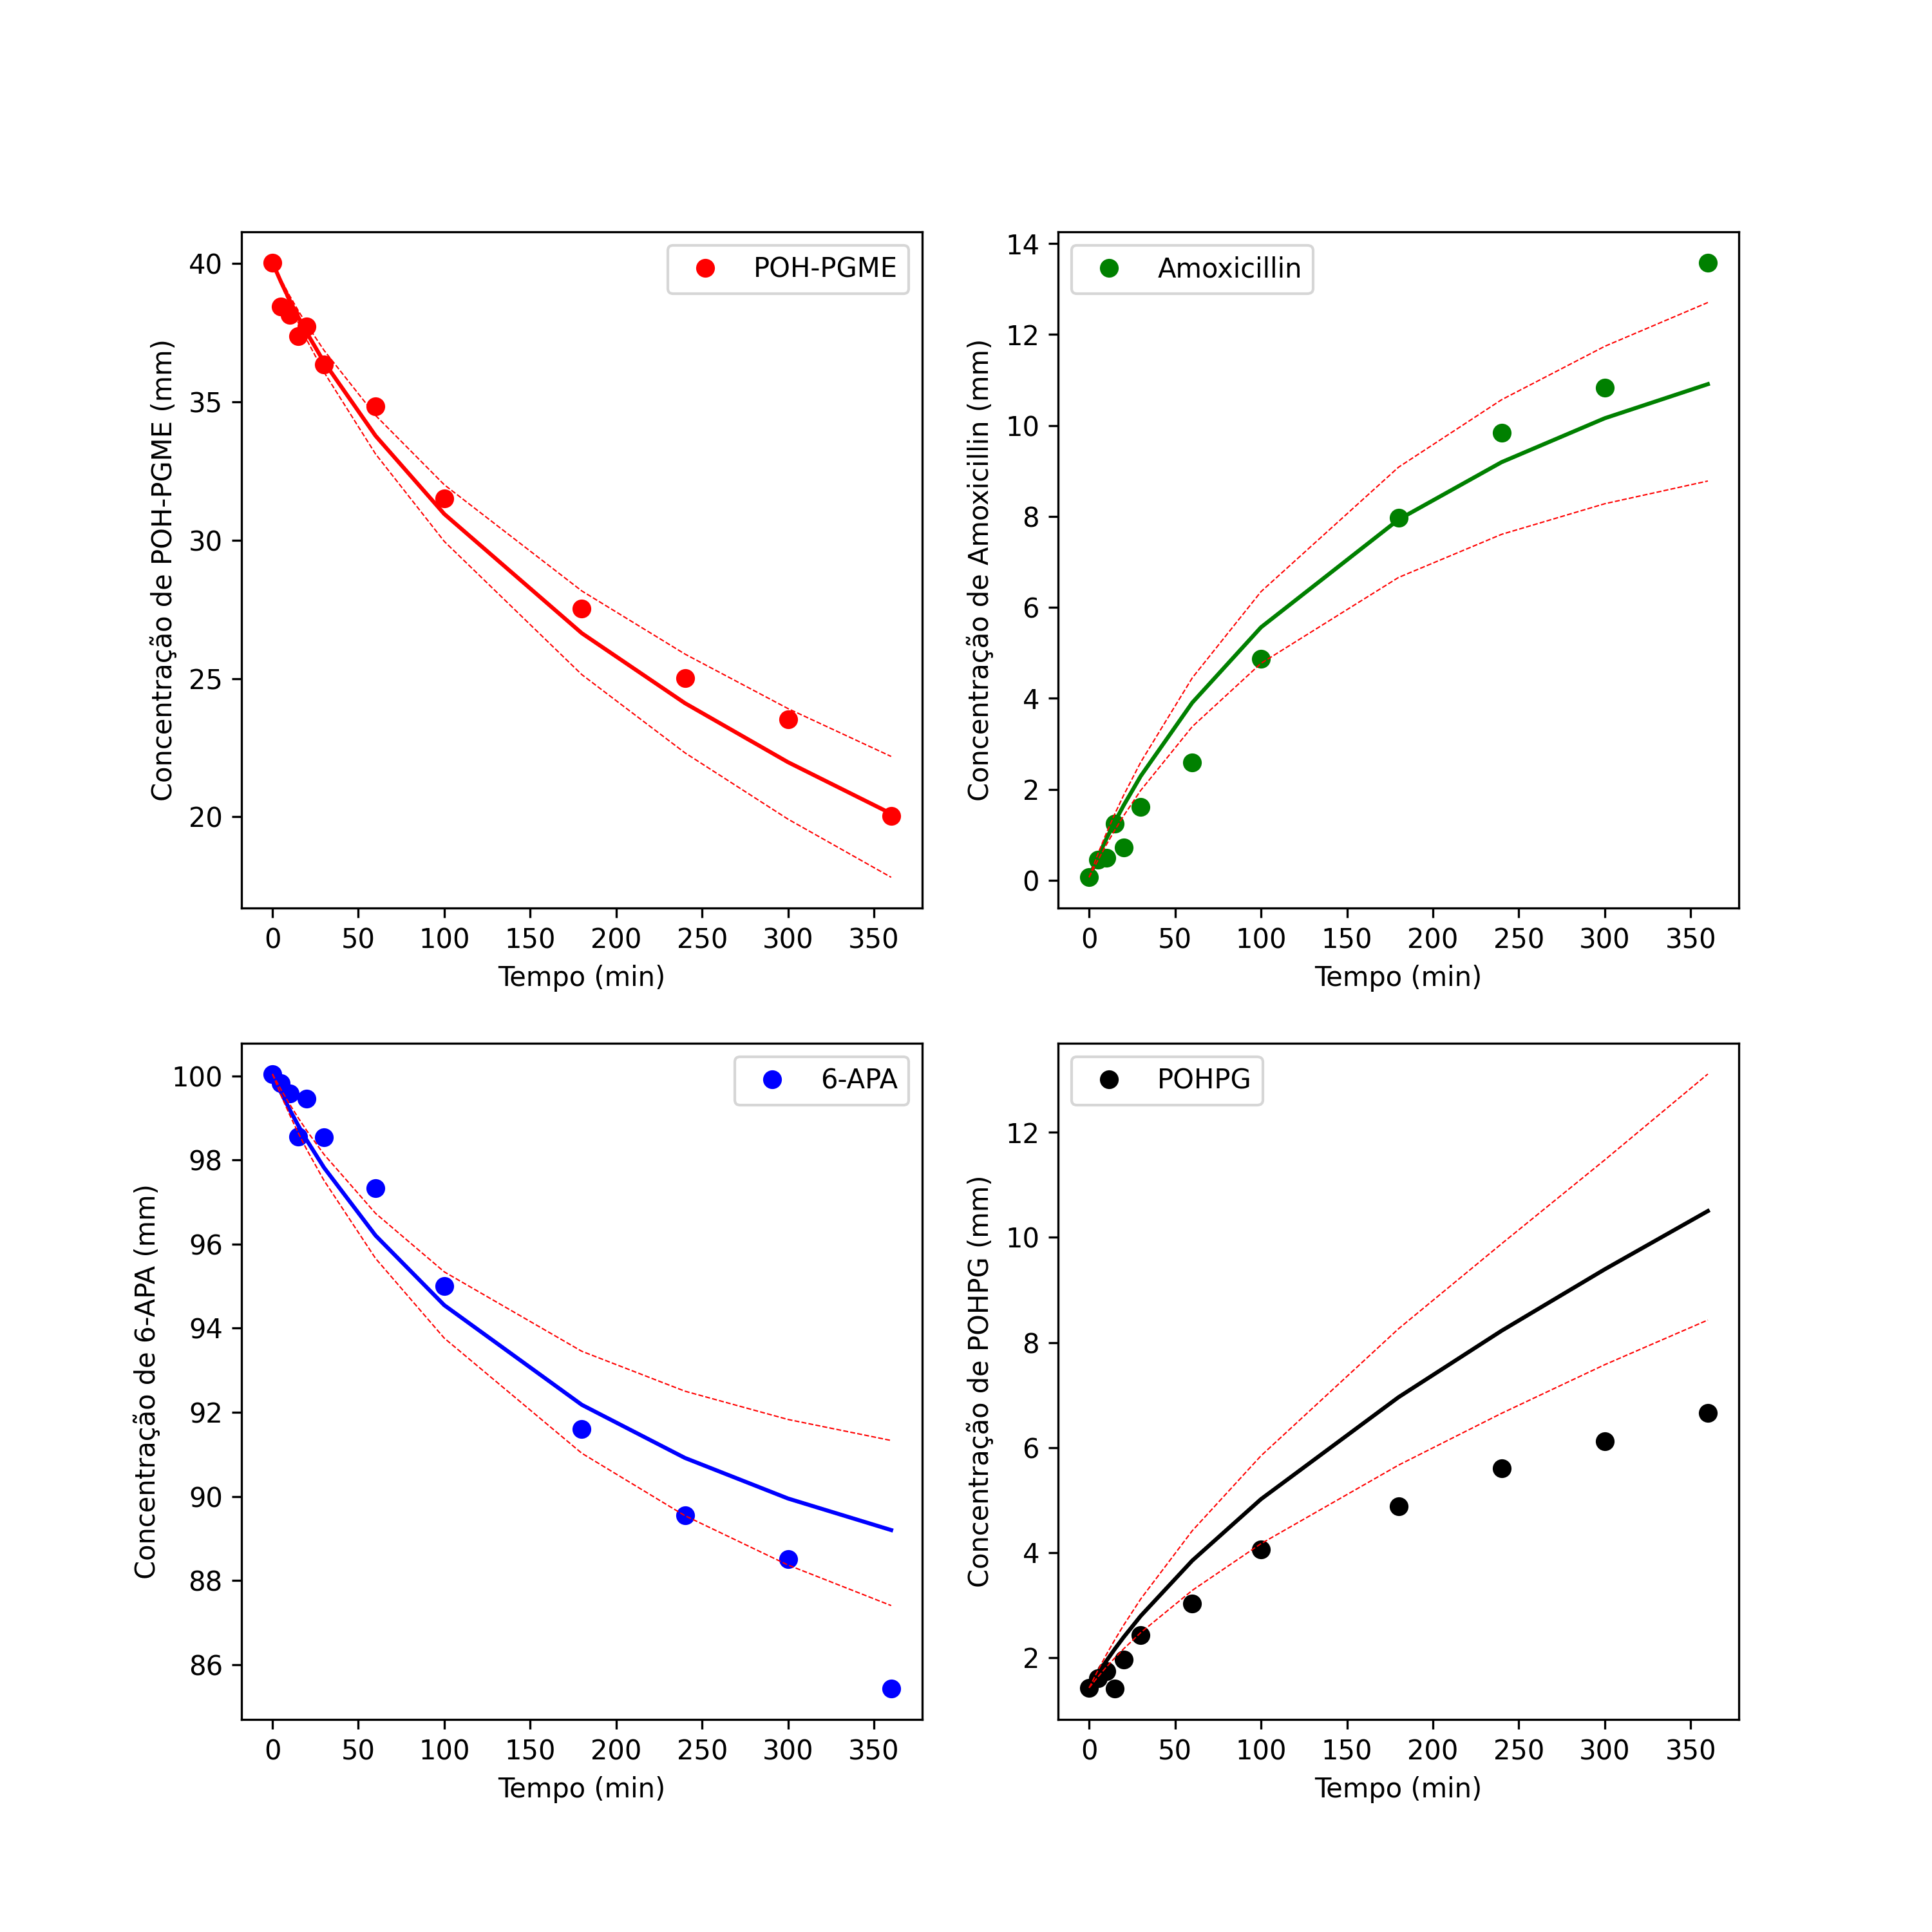 POH-PGME
Concentração de POH-PGME (mm)
40
35
30
25
20
0 50 100 150 200 250 300 350
Tempo (min)
Amoxicillin
Concentração de Amoxicillin (mm)
14
12
10
8
6
4
2
0
0 50 100 150 200 250 300 350
Tempo (min)
6-APA
Concentração de 6-APA (mm)
100
98
96
94
92
90
88
86
0 50 100 150 200 250 300 350
Tempo (min)
POHPG
Concentração de POHPG (mm)
12
10
8
6
4
2
0 50 100 150 200 250 300 350
Tempo (min)